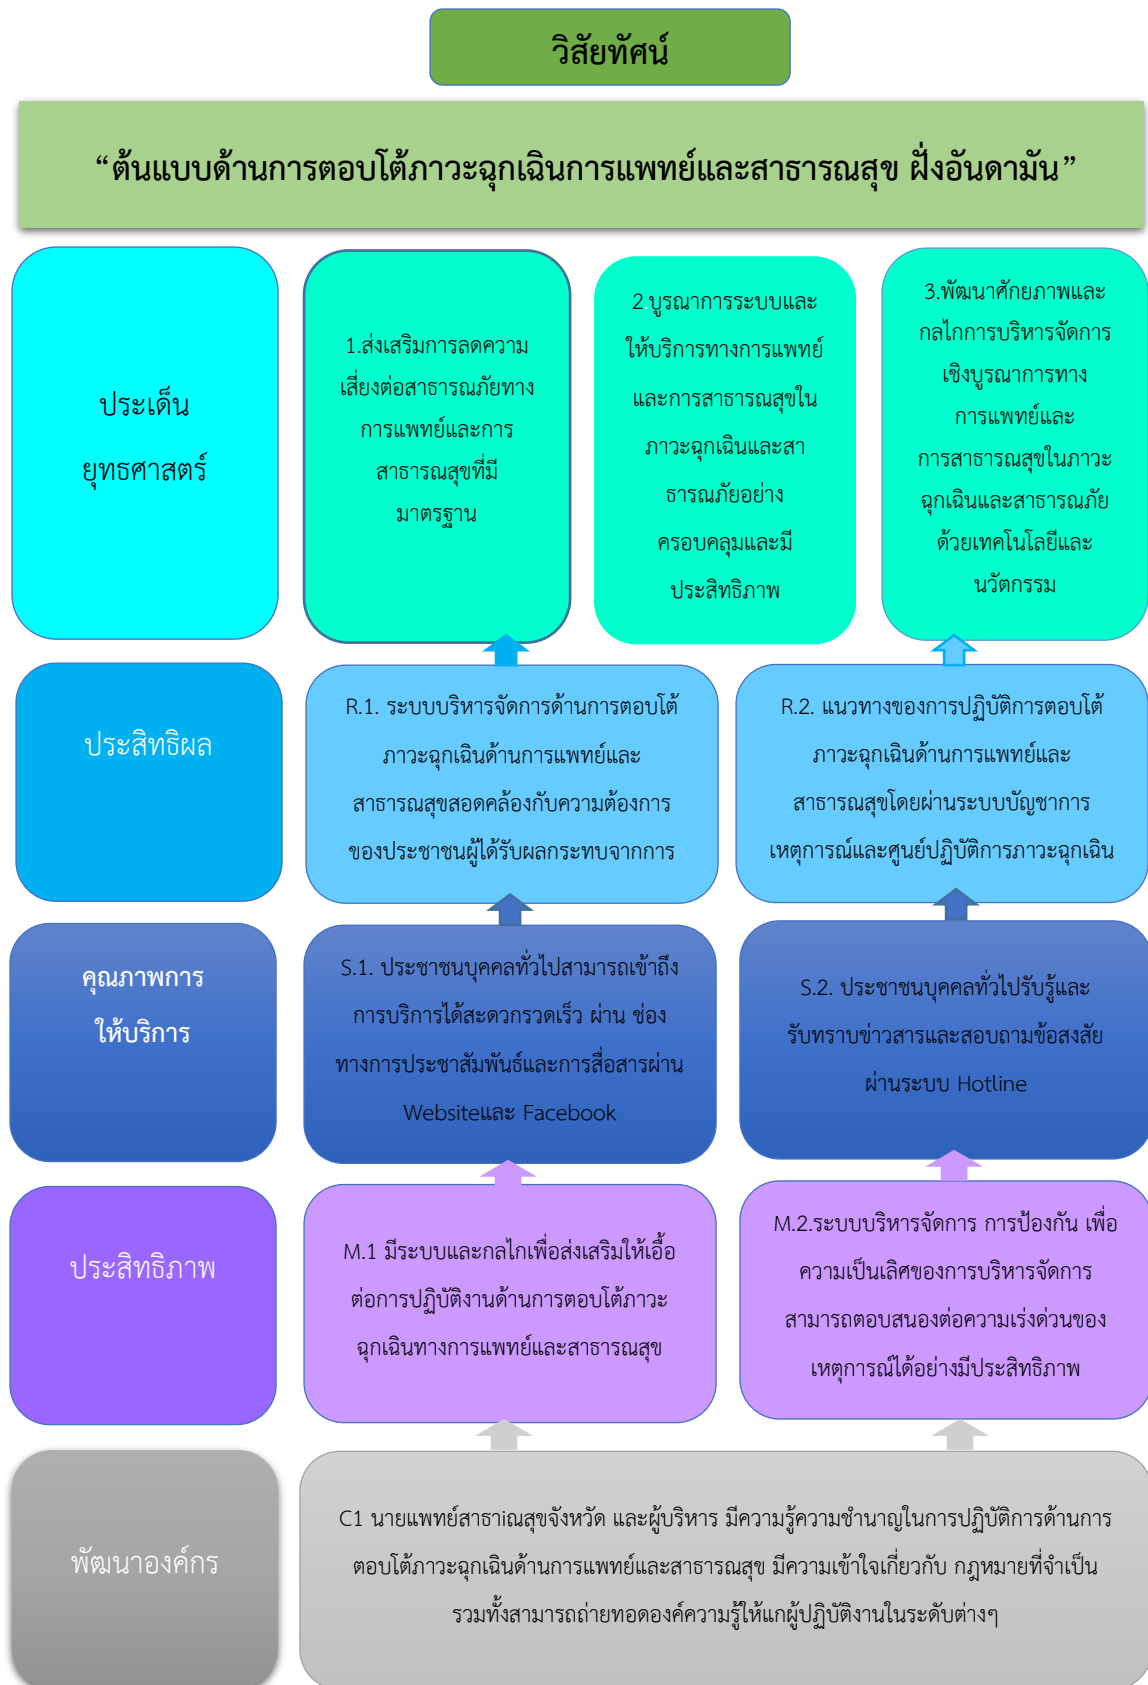 วิสัยทัศน์
“ต้นแบบด้านการตอบโต้ภาวะฉุกเฉินการแพทย์และสาธารณสุข ฝั่งอันดามัน”
ประเด็น
ยุทธศาสตร์
1.ส่งเสริมการลดความ
เสี่ยงต่อสาธารณภัยทาง
การแพทย์และการ
สาธารณสุขที่มี
มาตรฐาน
2.บูรณาการระบบและ
ให้บริการทางการแพทย์
และการสาธารณสุขใน
ภาวะฉุกเฉินและสา
ธารณภัยอย่าง
ครอบคลุมและมี
ประสิทธิภาพ
3.พัฒนาศักยภาพและ
กลไกการบริหารจัดการ
เชิงบูรณาการทาง
การแพทย์และ
การสาธารณสุขในภาวะ
ฉุกเฉินและสาธารณภัย
ด้วยเทคโนโลยีและ
นวัตกรรม
ประสิทธิผล
R.1. ระบบบริหารจัดการด้านการตอบโต้
ภาวะฉุกเฉินด้านการแพทย์และ
สาธารณสุขสอดคล้องกับความต้องการ
ของประชาชนผู้ได้รับผลกระทบจากการ
R.2. แนวทางของการปฏิบัติการตอบโต้
ภาวะฉุกเฉินด้านการแพทย์และ
สาธารณสุขโดยผ่านระบบบัญชาการ
เหตุการณ์และศูนย์ปฏิบัติการภาวะฉุกเฉิน
คุณภาพการ
ให้บริการ
S.1. ประชาชนบุคคลทั่วไปสามารถเข้าถึง
การบริการได้สะดวกรวดเร็ว ผ่าน ช่อง
ทางการประชาสัมพันธ์และการสื่อสารผ่าน
Websiteและ Facebook
S.2. ประชาชนบุคคลทั่วไปรับรู้และ
รับทราบข่าวสารและสอบถามข้อสงสัย
ผ่านระบบ Hotline
ประสิทธิภาพ
M.1 มีระบบและกลไกเพื่อส่งเสริมให้เอื้อ
ต่อการปฏิบัติงานด้านการตอบโต้ภาวะ
ฉุกเฉินทางการแพทย์และสาธารณสุข
M.2.ระบบบริหารจัดการ การป้องกัน เพื่อ
ความเป็นเลิศของการบริหารจัดการ
สามารถตอบสนองต่อความเร่งด่วนของ
เหตุการณ์ได้อย่างมีประสิทธิภาพ
พัฒนาองค์กร
C1 นายแพทย์สาธาiณสุขจังหวัด และผู้บริหาร มีความรู้ความชำนาญในการปฏิบัติการด้านการ
ตอบโต้ภาวะฉุกเฉินด้านการแพทย์และสาธารณสุข มีความเข้าใจเกี่ยวกับ กฎหมายที่จำเป็น
รวมทั้งสามารถถ่ายทอดองค์ความรู้ให้แกผู้ปฏิบัติงานในระดับต่างๆ